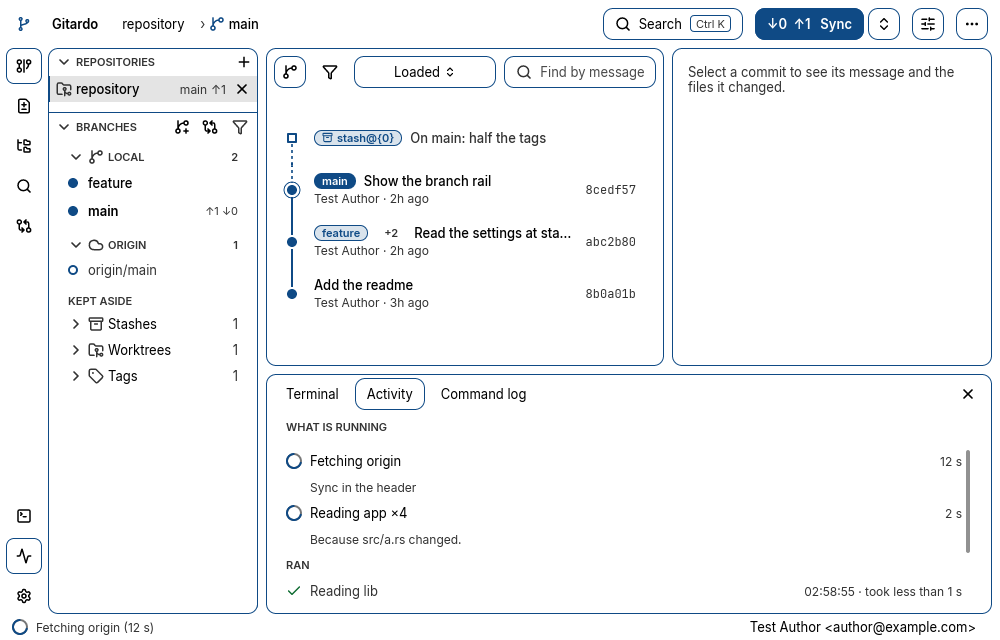 Gitardo
repository
main
Search Ctrl K
↓0 ↑1 Sync
REPOSITORIES
repository main ↑1
BRANCHES
LOCAL 2
feature
main ↑1 ↓0
ORIGIN 1
origin/main
KEPT ASIDE
Stashes 1
Worktrees 1
Tags 1
Loaded
Find by message
stash@{0} On main: half the tags
main Show the branch rail
Test Author · 2h ago
8cedf57
feature +2 Read the settings at sta...
Test Author · 2h ago
abc2b80
Add the readme
Test Author · 3h ago
8b0a01b
Select a commit to see its message and the
files it changed.
Terminal Activity Command log
WHAT IS RUNNING
Fetching origin 12 s
Sync in the header
Reading app ×4 2 s
Because src/a.rs changed.
RAN
Reading lib 02:58:55 · took less than 1 s
Fetching origin (12 s)
Test Author <author@example.com>